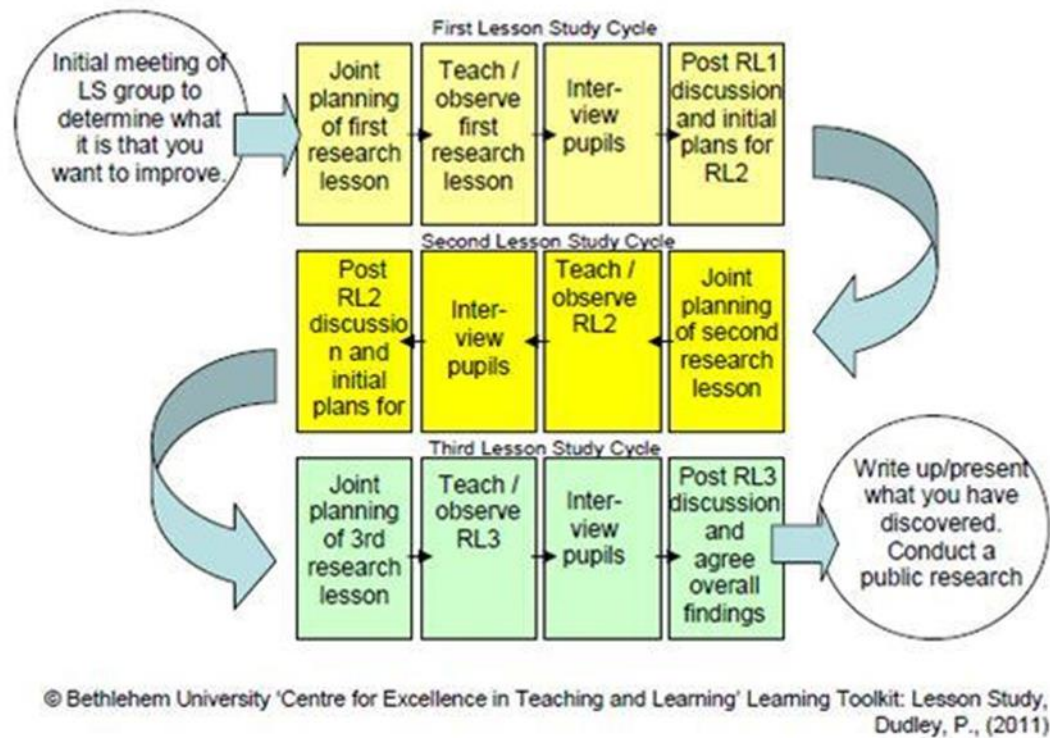 First Lesson Study Cycle
Initial meeting of
LS group to
determine what
it is that you
want to improve.
Joint
planning
of first
research
lesson
Teach /
observe
first
research
lesson
Inter-
view
pupils
Post RL1
discussion
and initial
plans for
RL2
Second Lesson Study Cycle
Joint
planning
of second
research
lesson
Teach /
observe RL2
Inter-
view
pupils
Post
RL2
discussio
n and
initial
plans for
Third Lesson Study Cycle
Joint
planning
of 3rd
research
lesson
Teach /
observe
RL3
Inter-
view
pupils
Post RL3
discussion
and
agree
overall
findings
Write up/present
what you have
discovered.
Conduct a
public research
© Bethlehem University 'Centre for Excellence in Teaching and Learning' Learning Toolkit: Lesson Study,
Dudley, P., (2011)